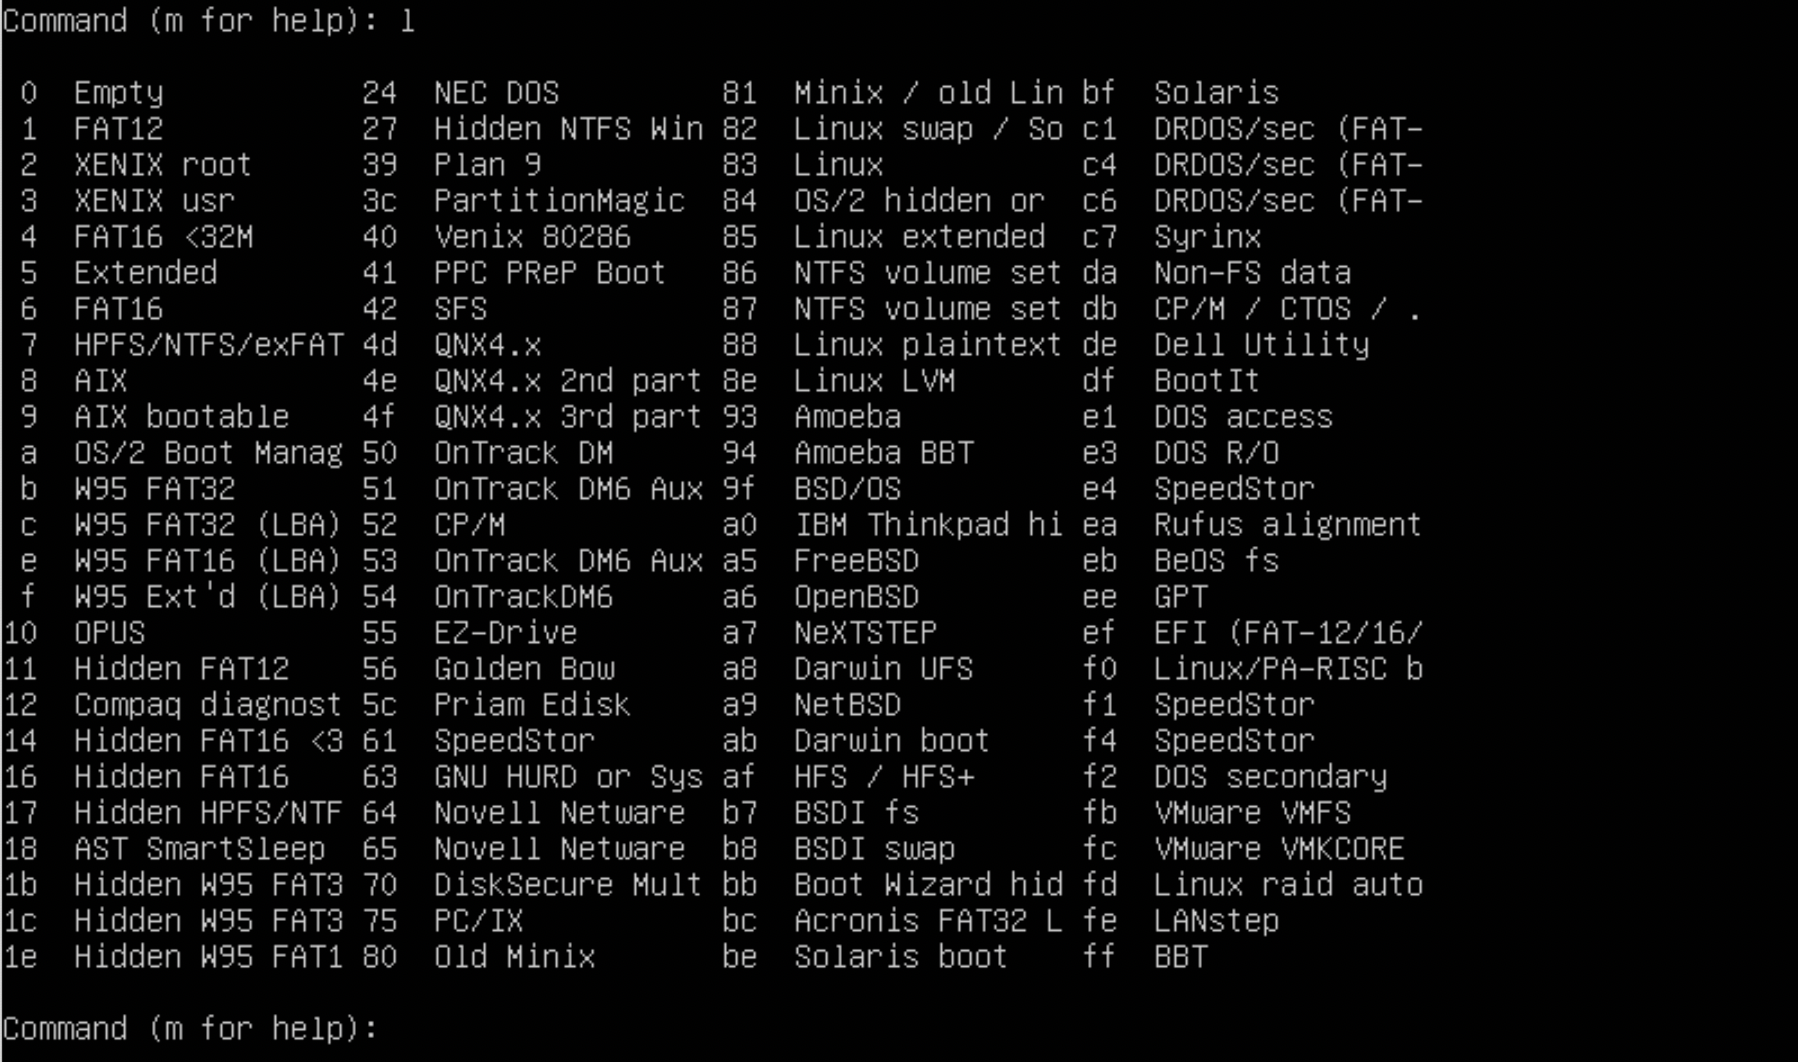 Command (m for help): l
 0  Empty           24  NEC DOS         81  Minix / old Lin bf  Solaris
 1  FAT12           27  Hidden NTFS Win 82  Linux swap / So c1  DRDOS/sec (FAT-
 2  XENIX root      39  Plan 9          83  Linux           c4  DRDOS/sec (FAT-
 3  XENIX usr       3c  PartitionMagic  84  OS/2 hidden or  c6  DRDOS/sec (FAT-
 4  FAT16 <32M      40  Venix 80286     85  Linux extended  c7  Syrinx
 5  Extended        41  PPC PReP Boot   86  NTFS volume set da  Non-FS data
 6  FAT16           42  SFS             87  NTFS volume set db  CP/M / CTOS / .
 7  HPFS/NTFS/exFAT 4d  QNX4.x          88  Linux plaintext de  Dell Utility
 8  AIX             4e  QNX4.x 2nd part 8e  Linux LVM       df  BootIt
 9  AIX bootable    4f  QNX4.x 3rd part 93  Amoeba          e1  DOS access
 a  OS/2 Boot Manag 50  OnTrack DM      94  Amoeba BBT      e3  DOS R/O
 b  W95 FAT32       51  OnTrack DM6 Aux 9f  BSD/OS          e4  SpeedStor
 c  W95 FAT32 (LBA) 52  CP/M            a0  IBM Thinkpad hi ea  Rufus alignment
 e  W95 FAT16 (LBA) 53  OnTrack DM6 Aux a5  FreeBSD         eb  BeOS fs
 f  W95 Ext'd (LBA) 54  OnTrackDM6      a6  OpenBSD         ee  GPT
10  OPUS            55  EZ-Drive        a7  NeXTSTEP        ef  EFI (FAT-12/16/
11  Hidden FAT12    56  Golden Bow      a8  Darwin UFS      f0  Linux/PA-RISC b
12  Compaq diagnost 5c  Priam Edisk     a9  NetBSD          f1  SpeedStor
14  Hidden FAT16 <3 61  SpeedStor       ab  Darwin boot     f4  SpeedStor
16  Hidden FAT16    63  GNU HURD or Sys af  HFS / HFS+      f2  DOS secondary
17  Hidden HPFS/NTF 64  Novell Netware  b7  BSDI fs         fb  VMware VMFS
18  AST SmartSleep  65  Novell Netware  b8  BSDI swap       fc  VMware VMKCORE
1b  Hidden W95 FAT3 70  DiskSecure Mult bb  Boot Wizard hid fd  Linux raid auto
1c  Hidden W95 FAT3 75  PC/IX           bc  Acronis FAT32 L fe  LANstep
1e  Hidden W95 FAT1 80  Old Minix       be  Solaris boot    ff  BBT
Command (m for help):